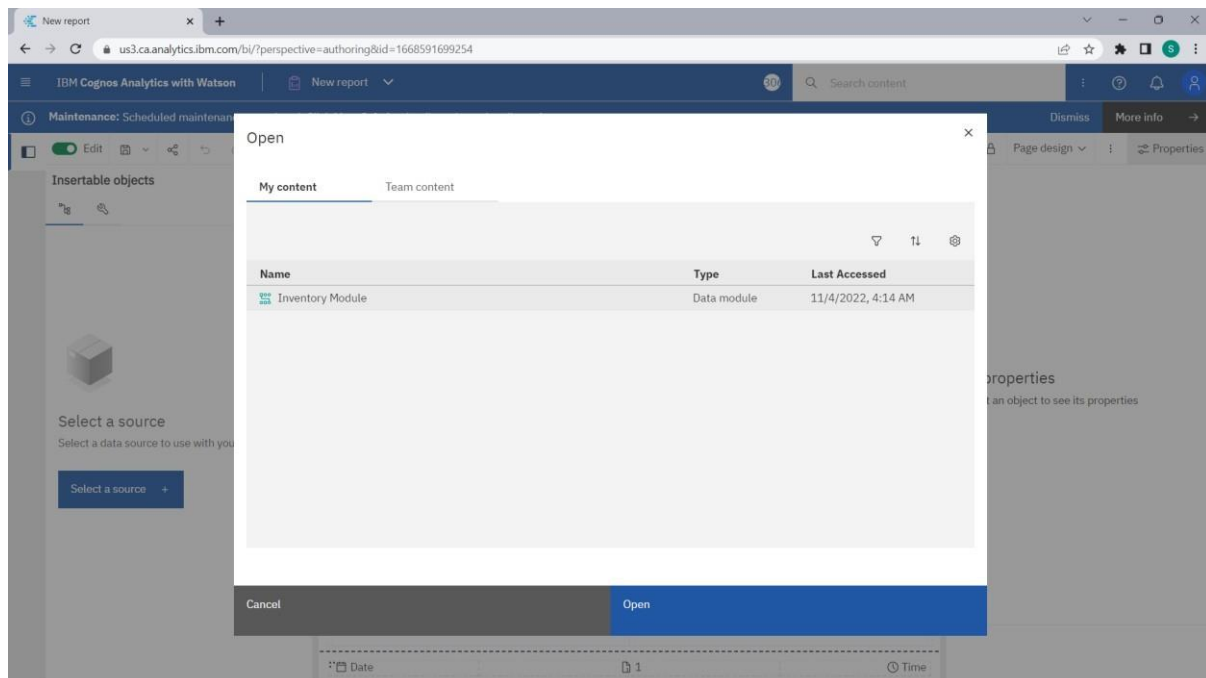 New report
us3.ca.analytics.ibm.com/bi/?perspective=authoring&id=1668591699254
S
IBM Cognos Analytics with Watson
New report
Search content
Maintenance: Scheduled maintenan
Dismiss
More info
Edit
Page design
Properties
Insertable objects
Open
My content
Team content
Name
Type
Last Accessed
Inventory Module
Data module
11/4/2022, 4:14 AM
Select a source
Select a data source to use with you
Select a source +
properties
t an object to see its properties
Cancel
Open
Date
1
Time